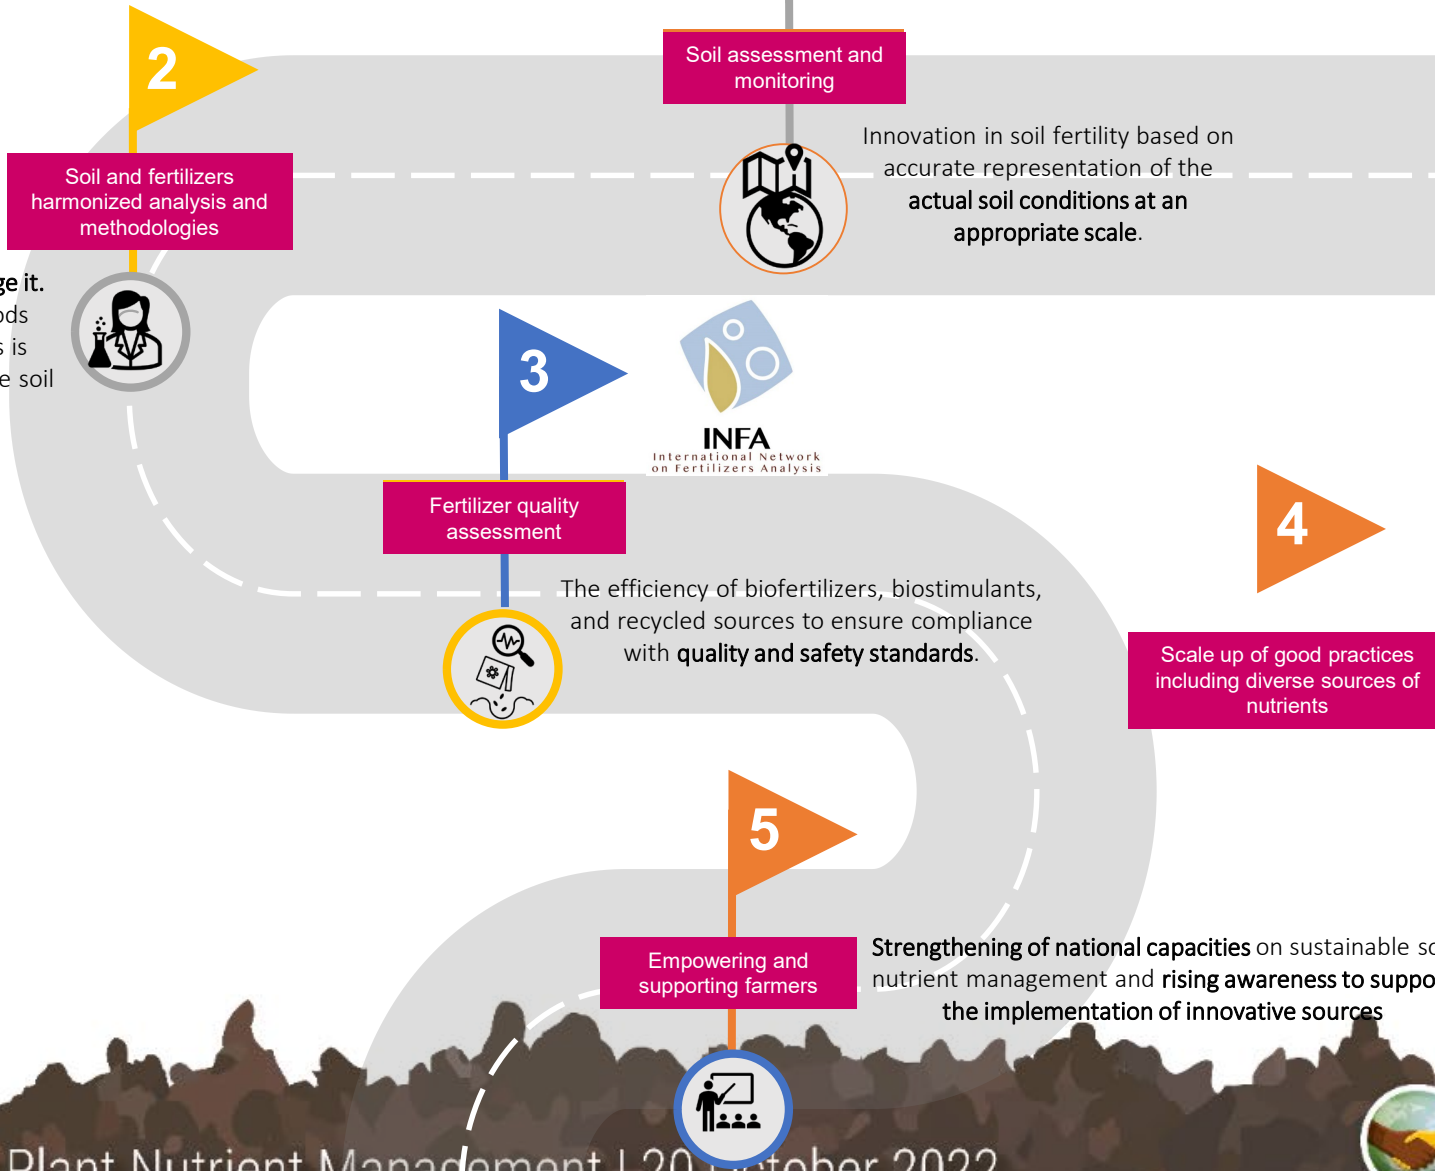 Soil assessment and
monitoring
Innovation in soil fertility based on
accurate representation of the
actual soil conditions at an
appropriate scale.
2
Soil and fertilizers
harmonized analysis and
methodologies
ge it.
ods
s is
e soil
3
INFA
International Network
on Fertilizers Analysis
Fertilizer quality
assessment
The efficiency of biofertilizers, biostimulants,
and recycled sources to ensure compliance
with quality and safety standards.
4
Scale up of good practices
including diverse sources of
nutrients
5
Empowering and
supporting farmers
Strengthening of national capacities on sustainable so
nutrient management and rising awareness to suppo
the implementation of innovative sources
Plant Nutrient Management | 20 October 2022